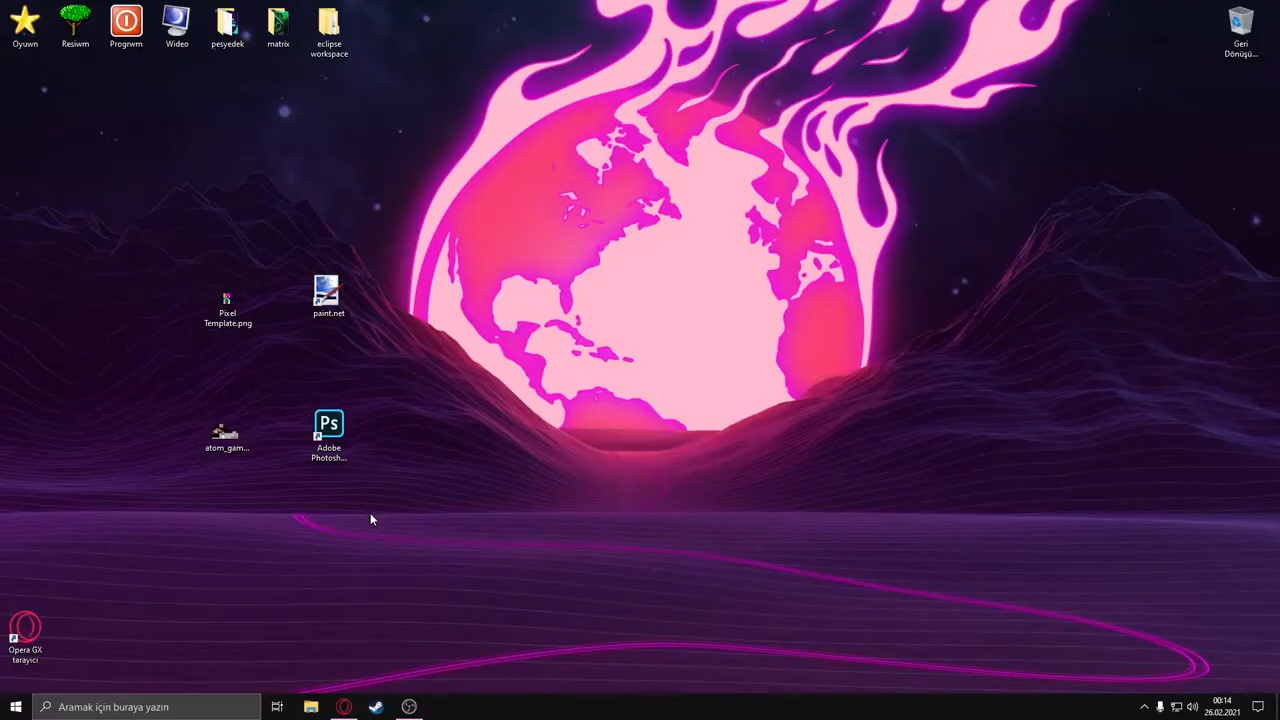 Oyuwn
Resiwm
Progrwm
Wideo
pesyedek
matrix
eclipse
workspace
Geri
Dönüşü...
Pixel
Template.png
paint.net
atom_gam...
Ps
Adobe
Photosh...
Opera GX
tarayıcı
Aramak için buraya yazın
00:14
26.02.2021